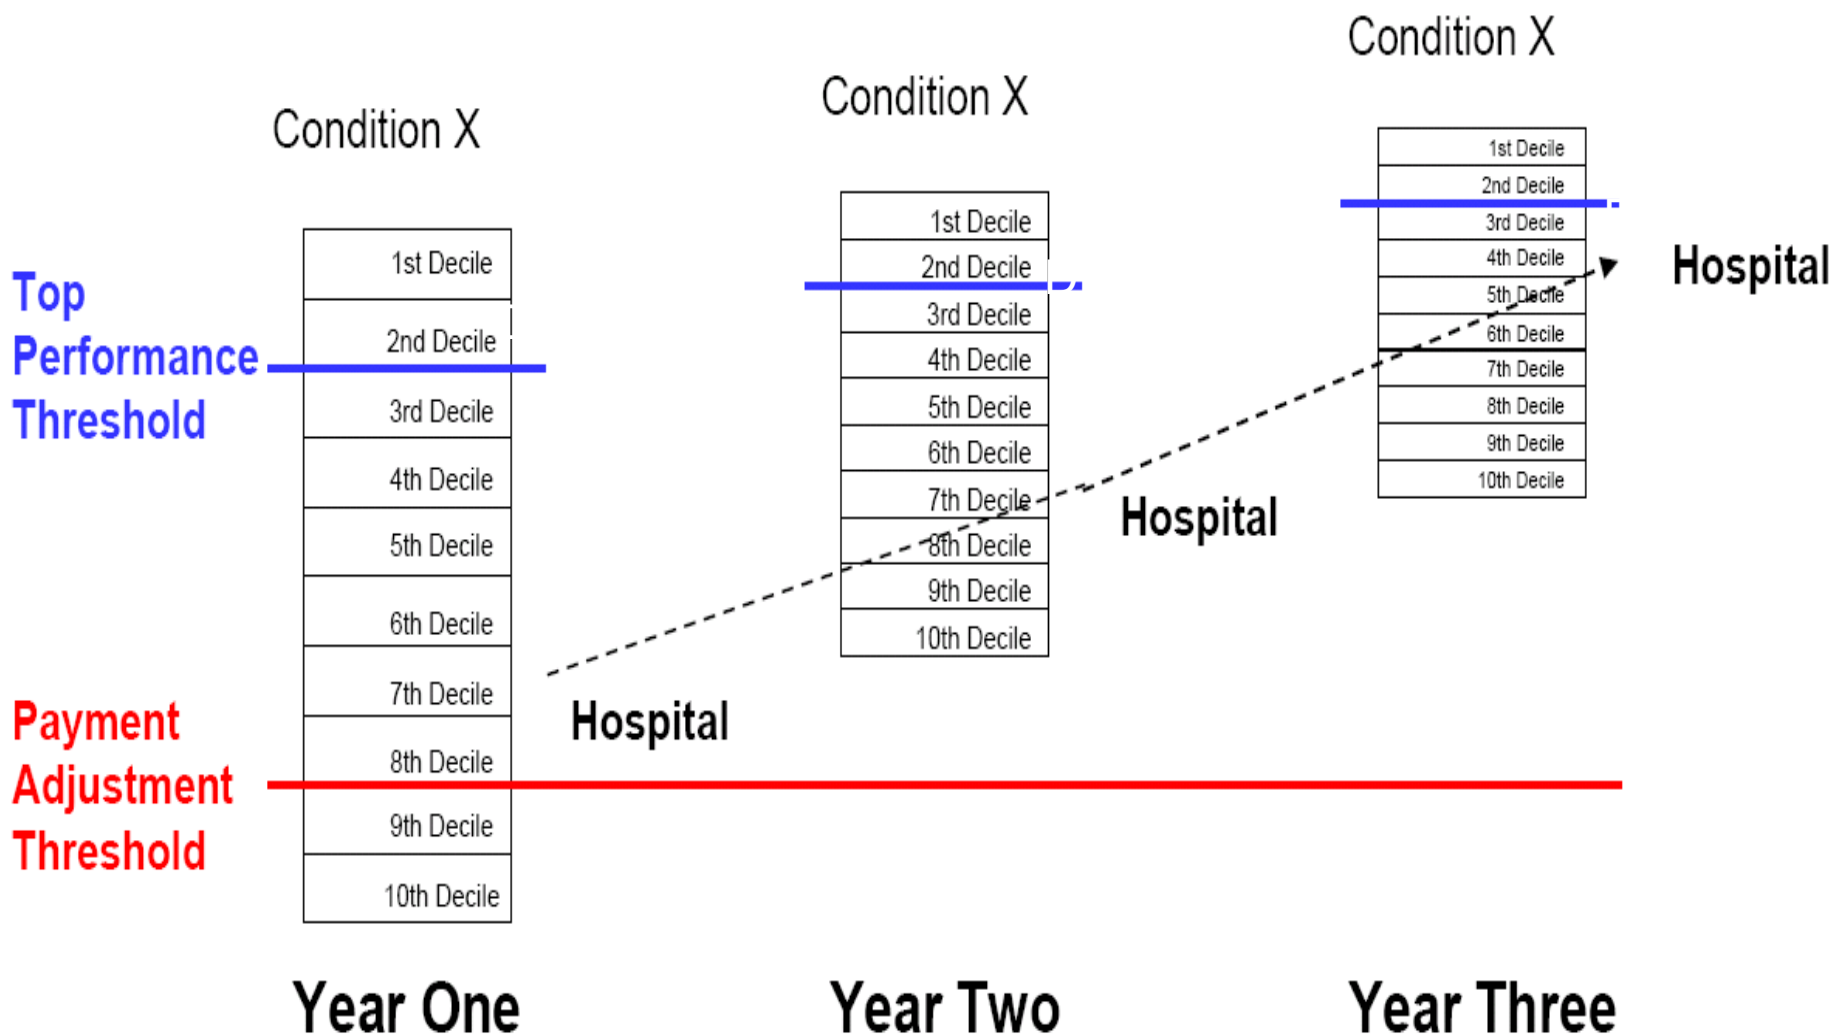 Condition X
Condition X
Condition X
1st Decile
2nd Decile
3rd Decile
4th Decile
5th Decile
6th Decile
7th Decile
8th Decile
9th Decile
10th Decile
1st Decile
2nd Decile
3rd Decile
4th Decile
5th Decile
6th Decile
7th Decile
8th Decile
9th Decile
10th Decile
1st Decile
2nd Decile
3rd Decile
4th Decile
5th Decile
6th Decile
7th Decile
8th Decile
9th Decile
10th Decile
Top
Performance
Threshold
Payment
Adjustment
Threshold
Hospital
Hospital
Hospital
Year One
Year Two
Year Three